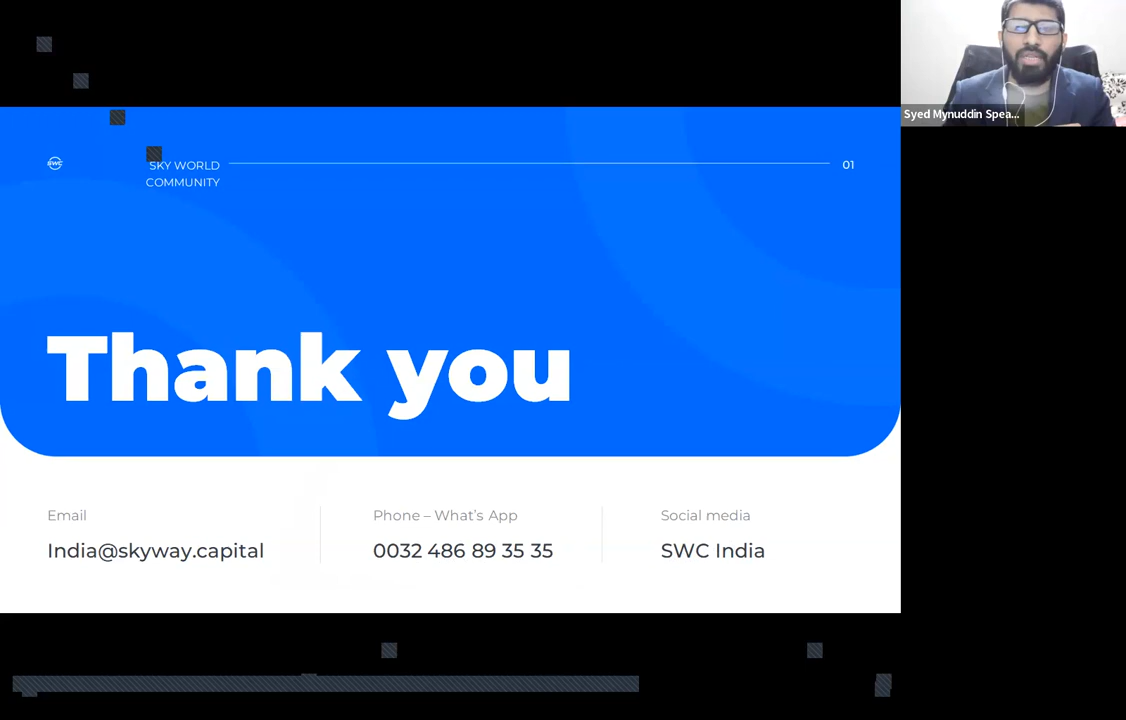 Syed Mynuddin Spea...
SWC
SKY WORLD
COMMUNITY
01
Thank you
Email
India@skyway.capital
Phone – What's App
0032 486 89 35 35
Social media
SWC India